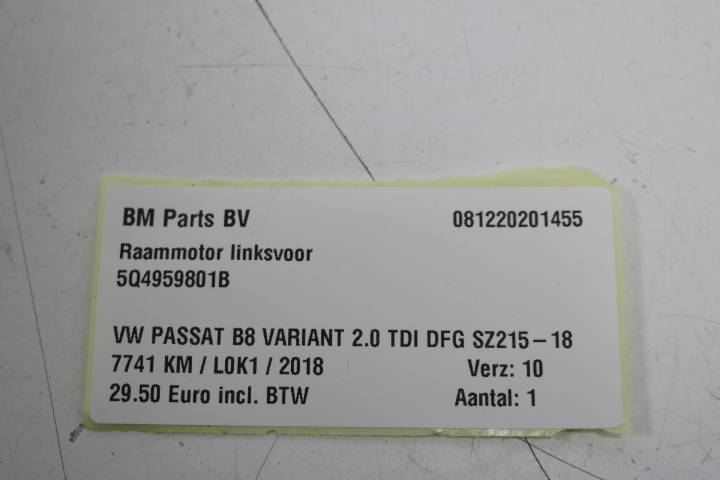 BM Parts BV 081220201455
Raammotor linksvoor
5Q4959801B
VW PASSAT B8 VARIANT 2.0 TDI DFG SZ215-18
7741 KM / L0K1 / 2018 Verz: 10
29.50 Euro incl. BTW Aantal: 1